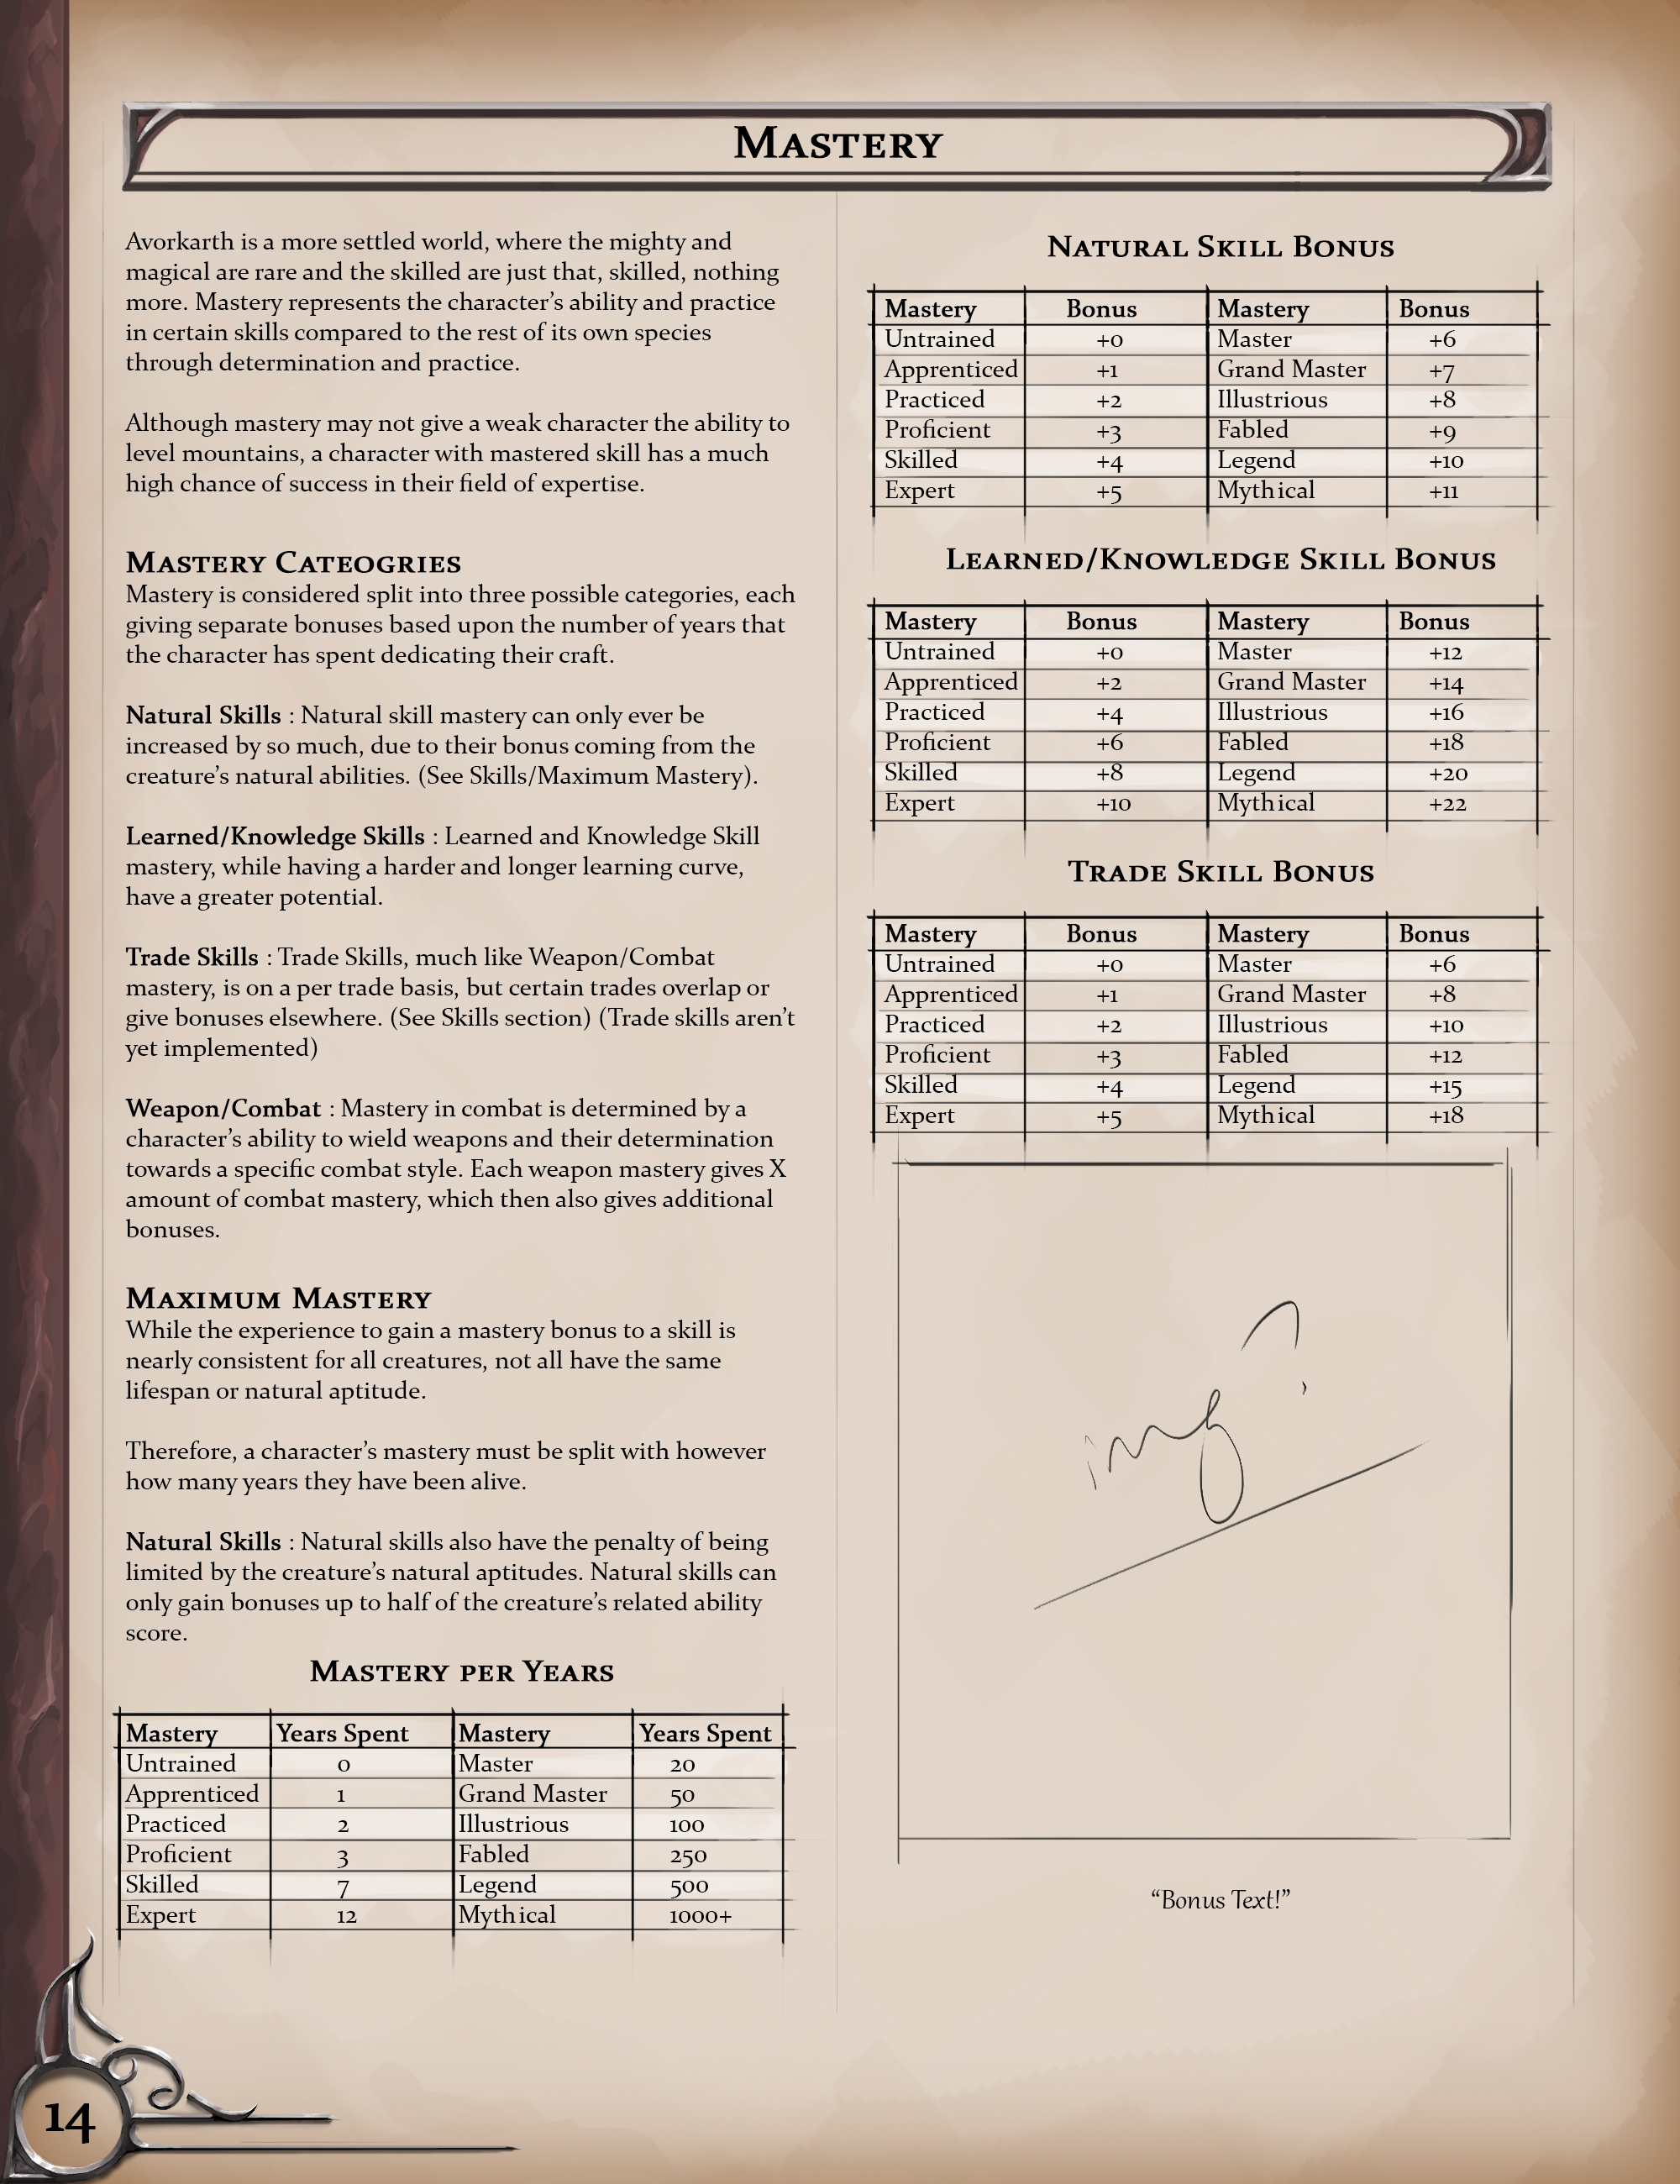 Mastery
Avorkarth is a more settled world, where the mighty and
magical are rare and the skilled are just that, skilled, nothing
more. Mastery represents the character's ability and practice
in certain skills compared to the rest of its own species
through determination and practice.
Although mastery may not give a weak character the ability to
level mountains, a character with mastered skill has a much
high chance of success in their field of expertise.
Mastery Cateogries
Mastery is considered split into three possible categories, each
giving separate bonuses based upon the number of years that
the character has spent dedicating their craft.
Natural Skills : Natural skill mastery can only ever be
increased by so much, due to their bonus coming from the
creature's natural abilities. (See Skills/Maximum Mastery).
Learned/Knowledge Skills : Learned and Knowledge Skill
mastery, while having a harder and longer learning curve,
have a greater potential.
Trade Skills : Trade Skills, much like Weapon/Combat
mastery, is on a per trade basis, but certain trades overlap or
give bonuses elsewhere. (See Skills section) (Trade skills aren't
yet implemented)
Weapon/Combat : Mastery in combat is determined by a
character's ability to wield weapons and their determination
towards a specific combat style. Each weapon mastery gives X
amount of combat mastery, which then also gives additional
bonuses.
Maximum Mastery
While the experience to gain a mastery bonus to a skill is
nearly consistent for all creatures, not all have the same
lifespan or natural aptitude.
Therefore, a character's mastery must be split with however
how many years they have been alive.
Natural Skills : Natural skills also have the penalty of being
limited by the creature's natural aptitudes. Natural skills can
only gain bonuses up to half of the creature's related ability
score.
Mastery per Years
Mastery Years Spent Mastery Years Spent
Untrained 0 Master 20
Apprenticed 1 Grand Master 50
Practiced 2 Illustrious 100
Proficient 3 Fabled 250
Skilled 7 Legend 500
Expert 12 Mythical 1000+
Natural Skill Bonus
Mastery Bonus Mastery Bonus
Untrained +0 Master +6
Apprenticed +1 Grand Master +7
Practiced +2 Illustrious +8
Proficient +3 Fabled +9
Skilled +4 Legend +10
Expert +5 Mythical +11
Learned/Knowledge Skill Bonus
Mastery Bonus Mastery Bonus
Untrained +0 Master +12
Apprenticed +2 Grand Master +14
Practiced +4 Illustrious +16
Proficient +6 Fabled +18
Skilled +8 Legend +20
Expert +10 Mythical +22
Trade Skill Bonus
Mastery Bonus Mastery Bonus
Untrained +0 Master +6
Apprenticed +1 Grand Master +8
Practiced +2 Illustrious +10
Proficient +3 Fabled +12
Skilled +4 Legend +15
Expert +5 Mythical +18
img?
"Bonus Text!"
14